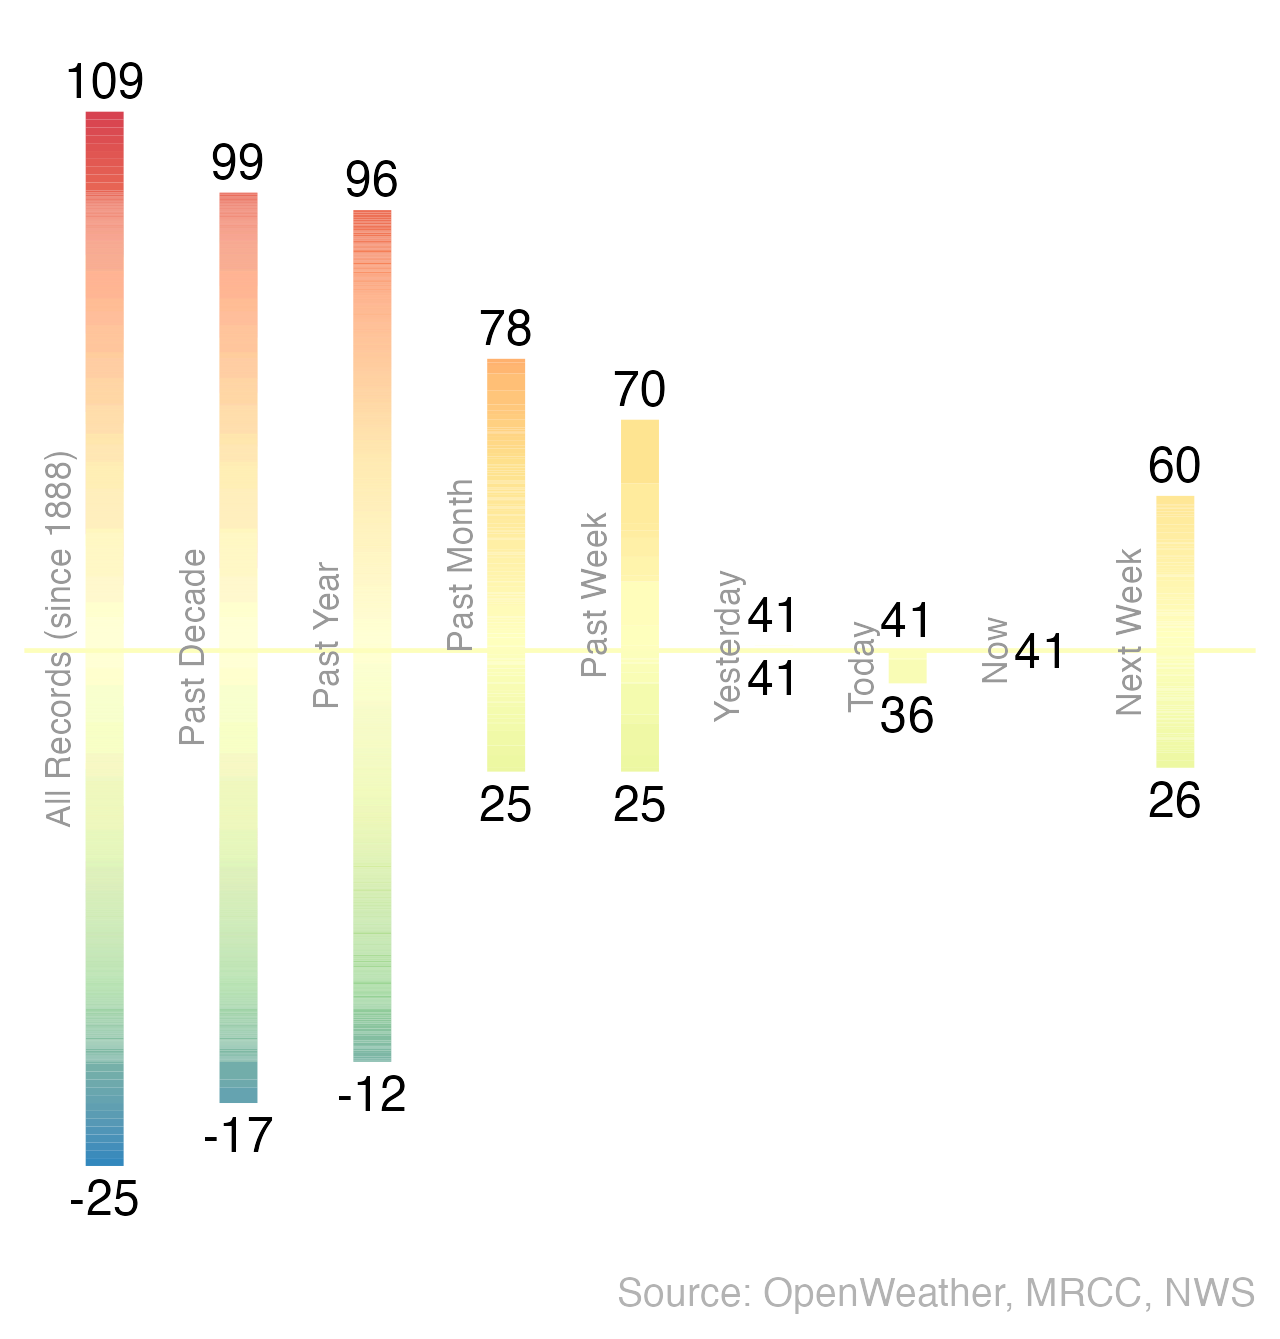 109
99
96
78
70
60
All Records (since 1888)
Past Decade
Past Year
Past Month
Past Week
Yesterday
41
41
Today
41
36
Now
41
Next Week
25
25
26
-12
-17
-25
Source: OpenWeather, MRCC, NWS